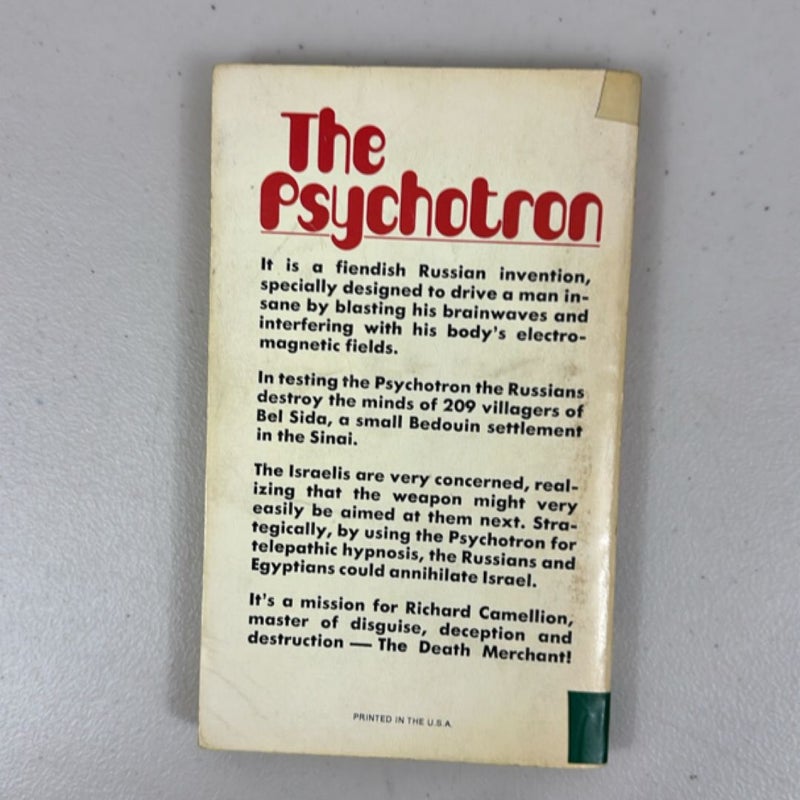 The
Psychotron
It is a fiendish Russian invention,
specially designed to drive a man in-
sane by blasting his brainwaves and
interfering with his body's electro-
magnetic fields.
In testing the Psychotron the Russians
destroy the minds of 209 villagers of
Bel Sida, a small Bedouin settlement
in the Sinai.
The Israelis are very concerned, real-
izing that the weapon might very
easily be aimed at them next. Stra-
tegically, by using the Psychotron for
telepathic hypnosis, the Russians and
Egyptians could annihilate Israel.
It's a mission for Richard Camellion,
master of disguise, deception and
destruction — The Death Merchant!
PRINTED IN THE U.S.A.